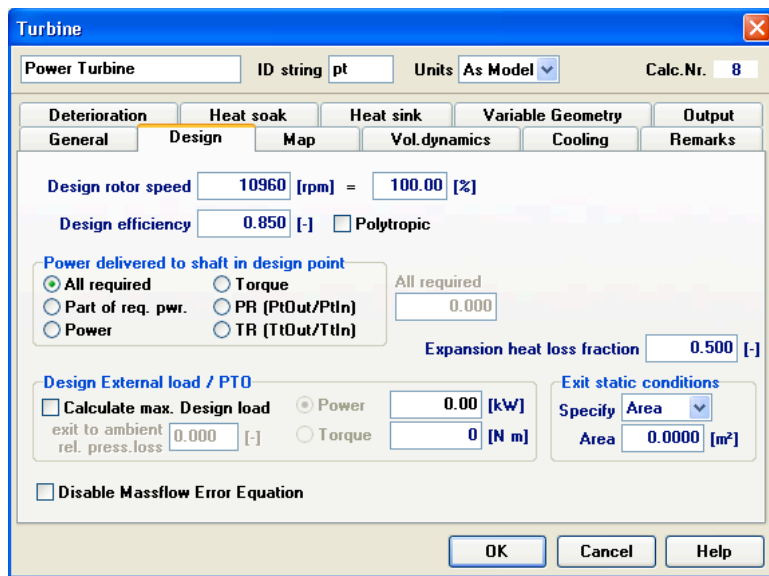 Turbine
Power Turbine ID string pt Units As Model Calc.Nr. 8
Deterioration Heat soak Heat sink Variable Geometry Output
General Design Map Vol.dynamics Cooling Remarks
Design rotor speed 10960 [rpm] = 100.00 [%]
Design efficiency 0.850 [-] Polytropic
Power delivered to shaft in design point
All required Torque All required
Part of req. pwr. PR (PtOut/PtIn) 0.000
Power TR (TtOut/TtIn)
Expansion heat loss fraction 0.500 [-]
Design External load / PTO Exit static conditions
Calculate max. Design load Power 0.00 [kW] Specify Area
exit to ambient
rel. press.loss 0.000 [-] Torque 0 [N m] Area 0.0000 [m²]
Disable Massflow Error Equation
OK Cancel Help